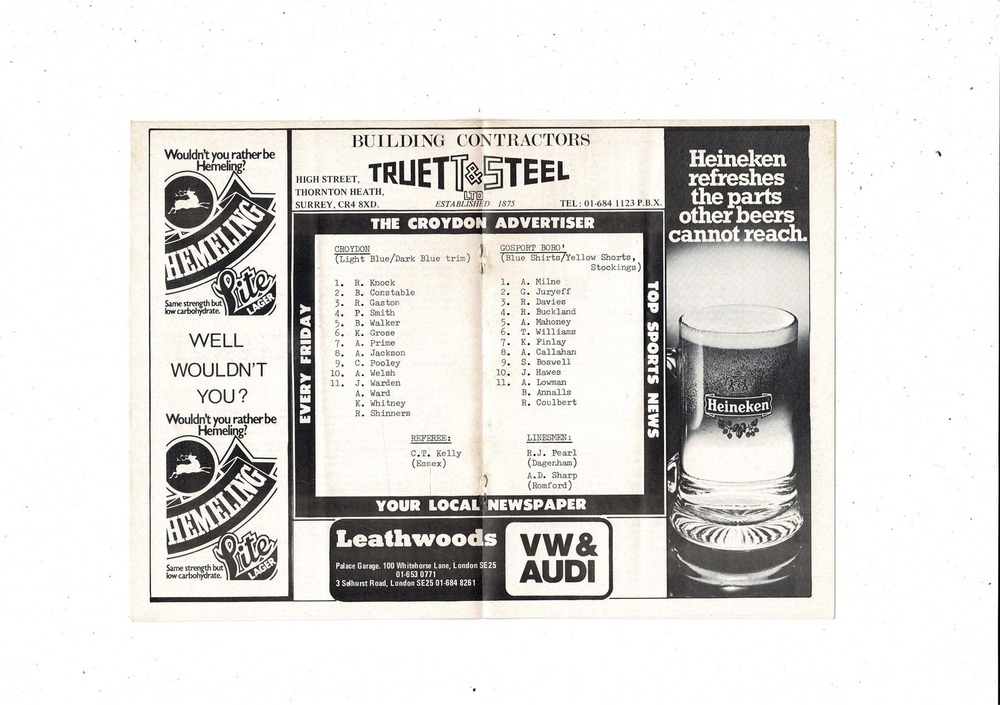 Wouldn't you rather be
Hemeling?
HEMELING
Lite
LAGER
Same strength but
low carbohydrate.
WELL
WOULDN'T
YOU?
Wouldn't you rather be
Hemeling?
HEMELING
Lite
LAGER
Same strength but
low carbohydrate.
BUILDING CONTRACTORS
TRUETT & STEEL
LTD
HIGH STREET,
THORNTON HEATH,
SURREY, CR4 8XD.
ESTABLISHED 1875
TEL: 01-684 1123 P.B.X.
THE CROYDON ADVERTISER
EVERY FRIDAY
CROYDON
(Light Blue/Dark Blue trim)
1. R. Knock
2. B. Constable
3. R. Gaston
4. P. Smith
5. B. Walker
6. K. Grose
7. A. Prime
8. A. Jackson
9. C. Pooley
10. A. Welsh
11. J. Warden
A. Ward
K. Whitney
R. Shinners
GOSPORT BORO'
(Blue Shirts/Yellow Shorts,
Stockings)
1. A. Milne
2. G. Juryeff
3. R. Davies
4. R. Buckland
5. A. Mahoney
6. T. Williams
7. K. Finlay
8. A. Callahan
9. S. Boswell
10. J. Hawes
11. A. Lowman
B. Annalls
R. Coulbert
REFEREE:
C.T. Kelly
(Essex)
LINESMEN:
R.J. Pearl
(Dagenham)
A.D. Sharp
(Romford)
TOP SPORTS NEWS
YOUR LOCAL NEWSPAPER
Leathwoods
Palace Garage. 100 Whitehorse Lane, London SE25
01-653 0771
3 Selhurst Road, London SE25 01-684 8261
VW &
AUDI
Heineken
refreshes
the parts
other beers
cannot reach.
Heineken